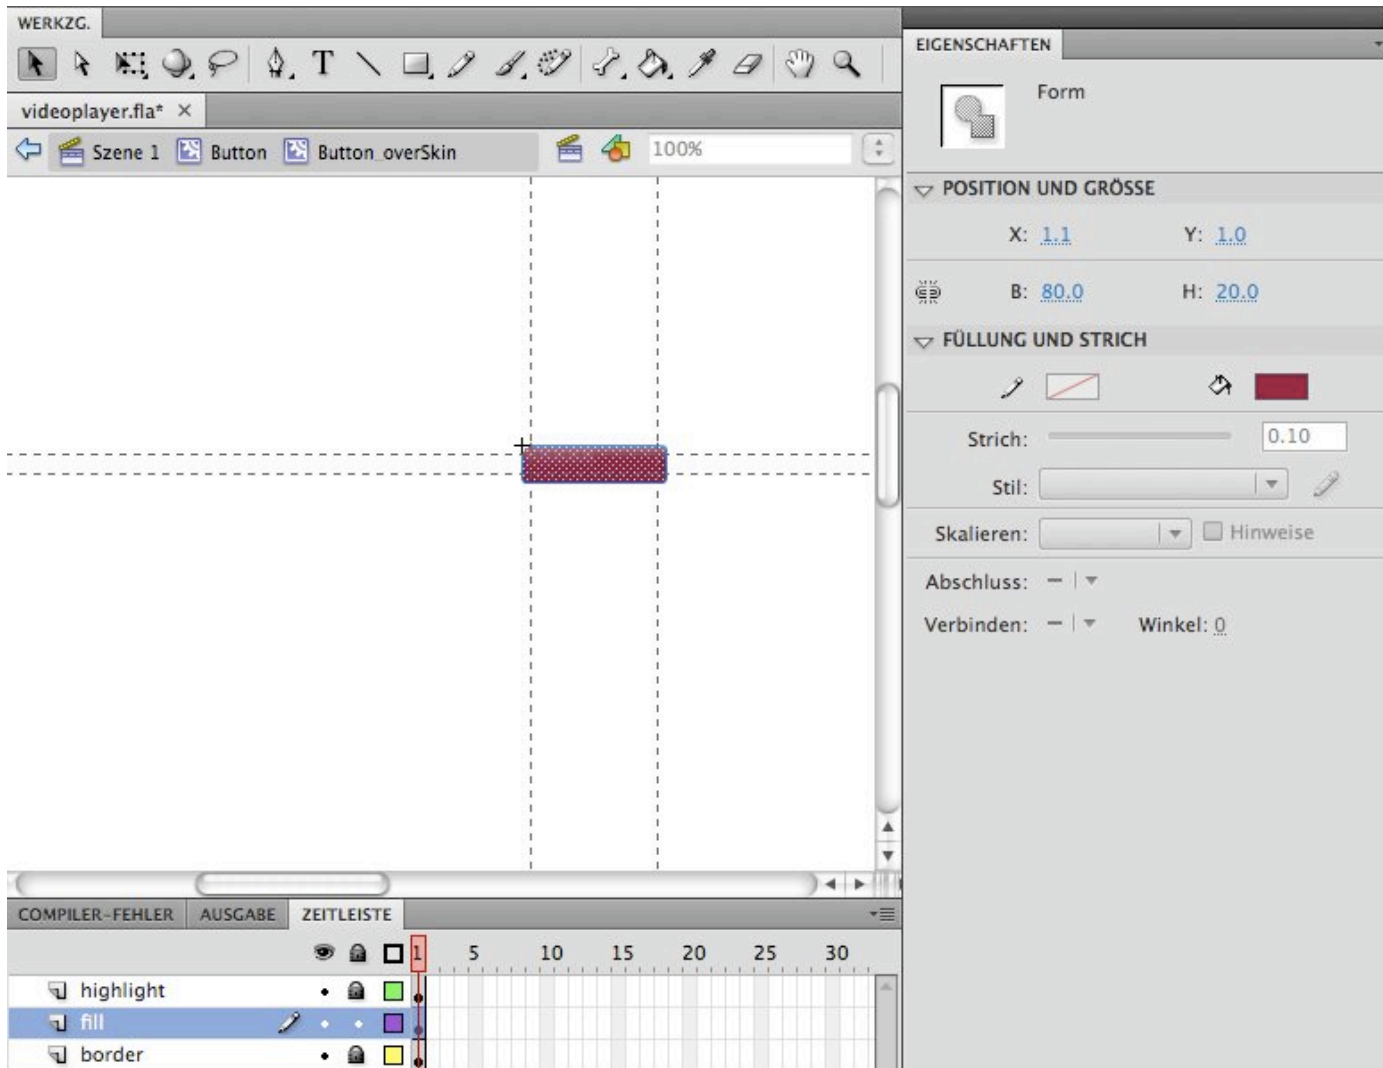 WERKZG.
EIGENSCHAFTEN
T
Form
videoplayer.fla* ×
Szene 1 Button Button_overSkin 100%
POSITION UND GRÖSSE
X: 1.1 Y: 1.0
B: 80.0 H: 20.0
FÜLLUNG UND STRICH
Strich: 0.10
Stil:
Skalieren: Hinweise
Abschluss: –
Verbinden: – Winkel: 0
COMPILER-FEHLER AUSGABE ZEITLEISTE
1 5 10 15 20 25 30
highlight
fill
border